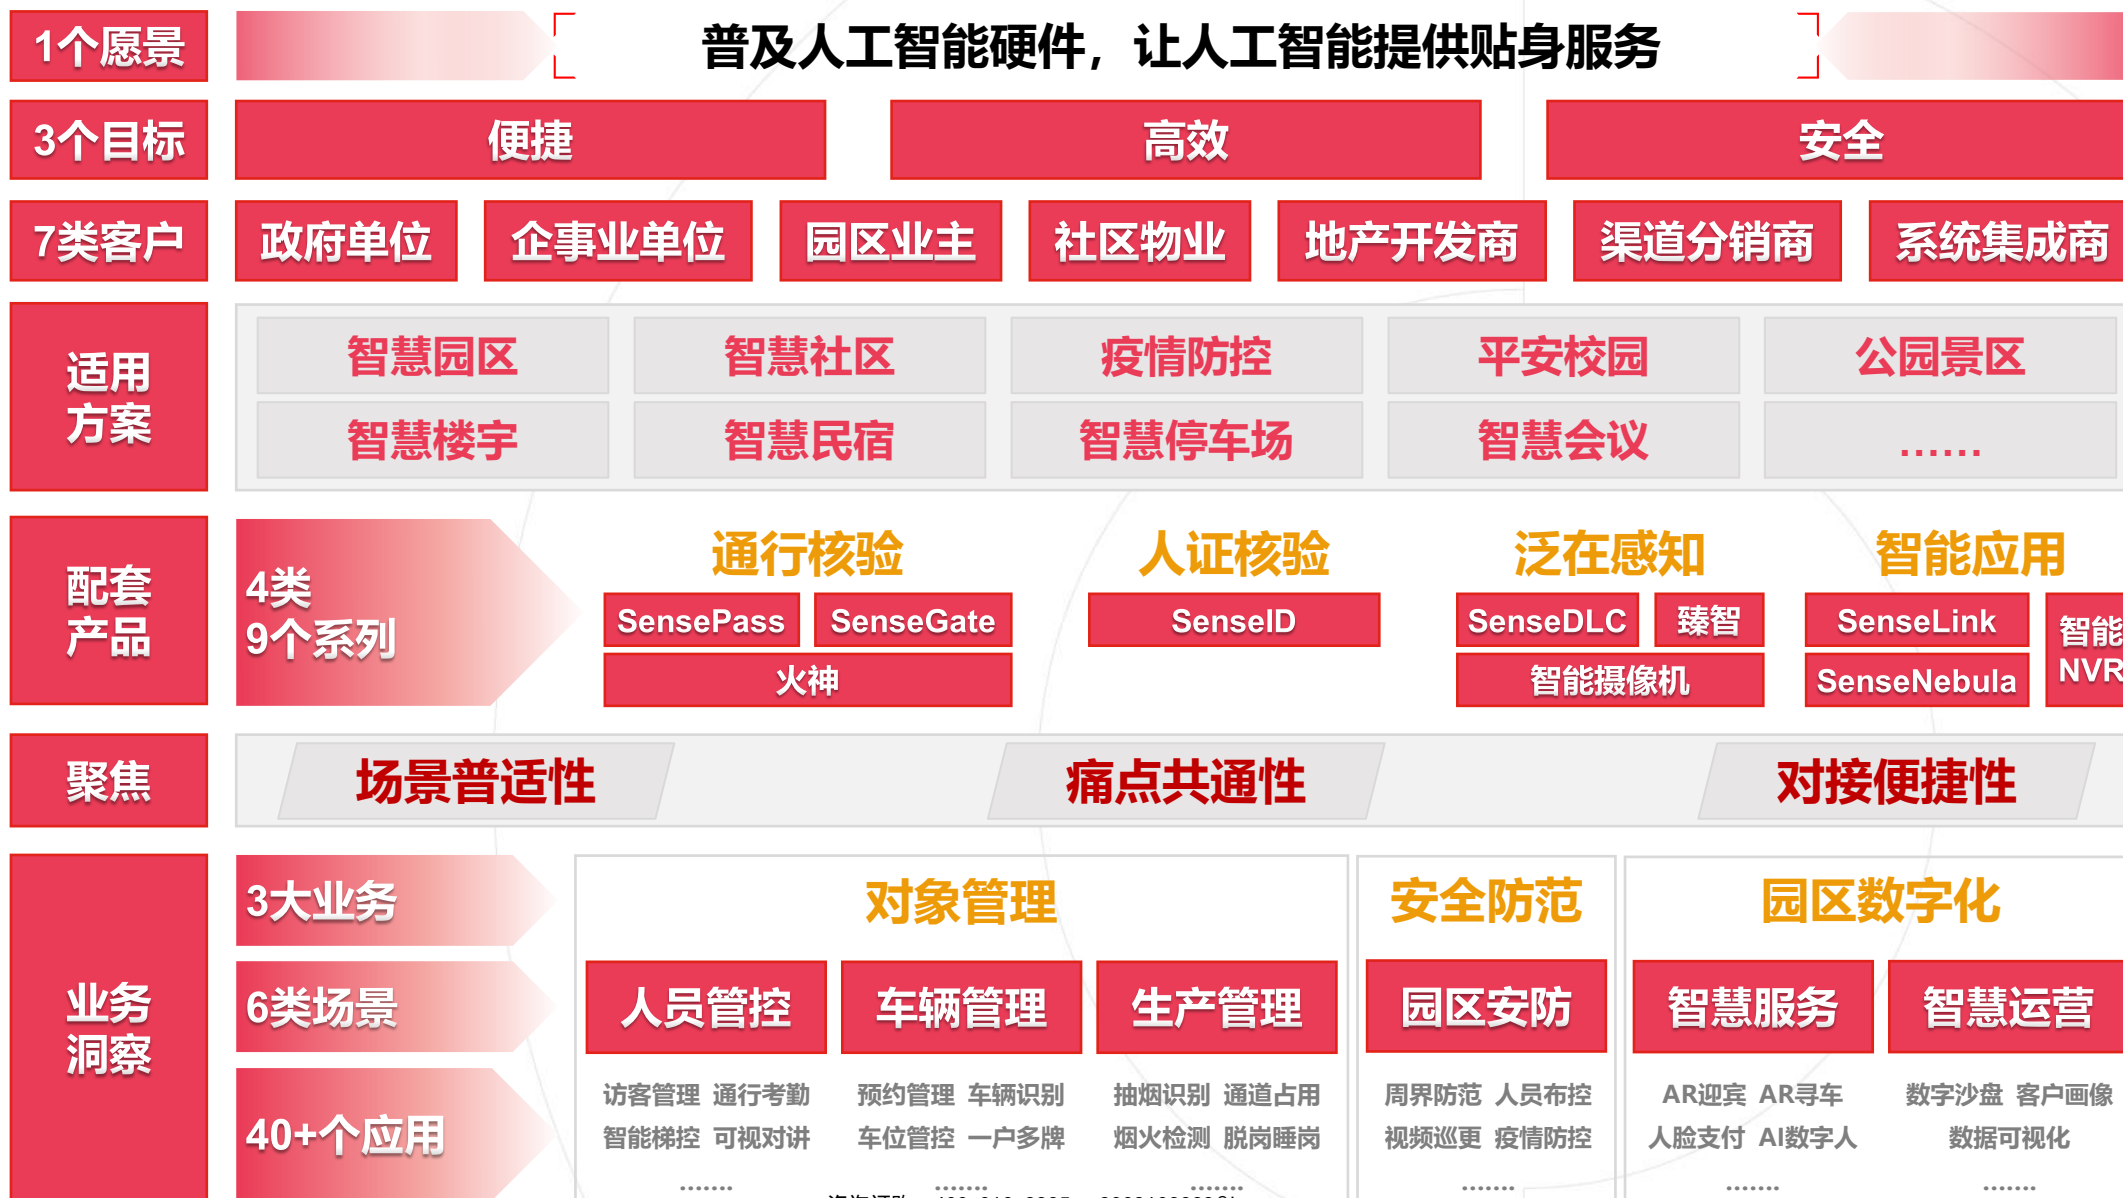 1个愿景
普及人工智能硬件，让人工智能提供贴身服务
3个目标
便捷 高效 安全
7类客户
政府单位 企事业单位 园区业主 社区物业 地产开发商 渠道分销商 系统集成商
适用
方案
智慧园区 智慧社区 疫情防控 平安校园 公园景区
智慧楼宇 智慧民宿 智慧停车场 智慧会议 ......
配套
产品
4类
9个系列
通行核验
SensePass SenseGate
火神
人证核验
SenseID
泛在感知
SenseDLC 臻智
智能摄像机
智能应用
SenseLink
SenseNebula
智能
NVR
聚焦
场景普适性 痛点共通性 对接便捷性
业务
洞察
3大业务
对象管理 安全防范 园区数字化
6类场景
人员管控 车辆管理 生产管理 园区安防 智慧服务 智慧运营
40+个应用
访客管理 通行考勤
智能梯控 可视对讲
.......
预约管理 车辆识别
车位管控 一户多牌
.......
抽烟识别 通道占用
烟火检测 脱岗睡岗
.......
周界防范 人员布控
视频巡更 疫情防控
.......
AR迎宾 AR寻车
人脸支付 AI数字人
.......
数字沙盘 客户画像
数据可视化
.......